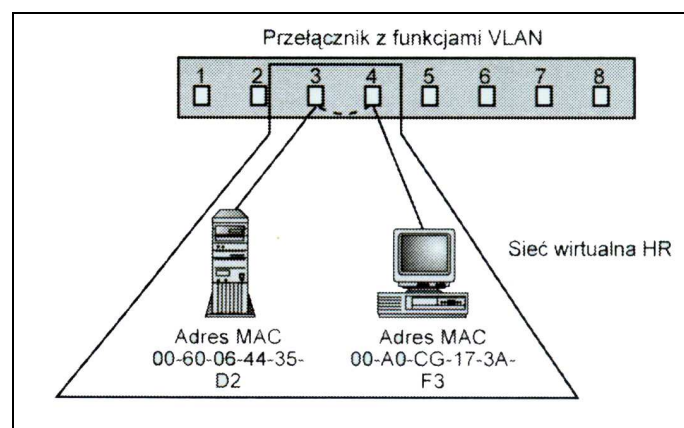 Przełącznik z funkcjami VLAN
1 2 3 4 5 6 7 8
Sieć wirtualna HR
Adres MAC
00-60-06-44-35-
D2
Adres MAC
00-A0-CG-17-3A-
F3